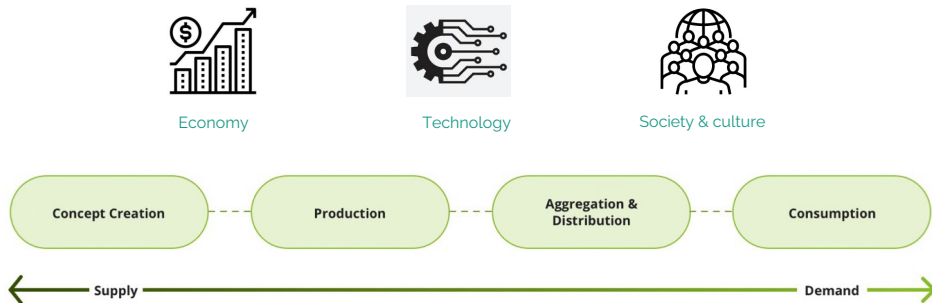 $
Economy
Technology
Society & culture
Concept Creation
Production
Aggregation &
Distribution
Consumption
Supply
Demand